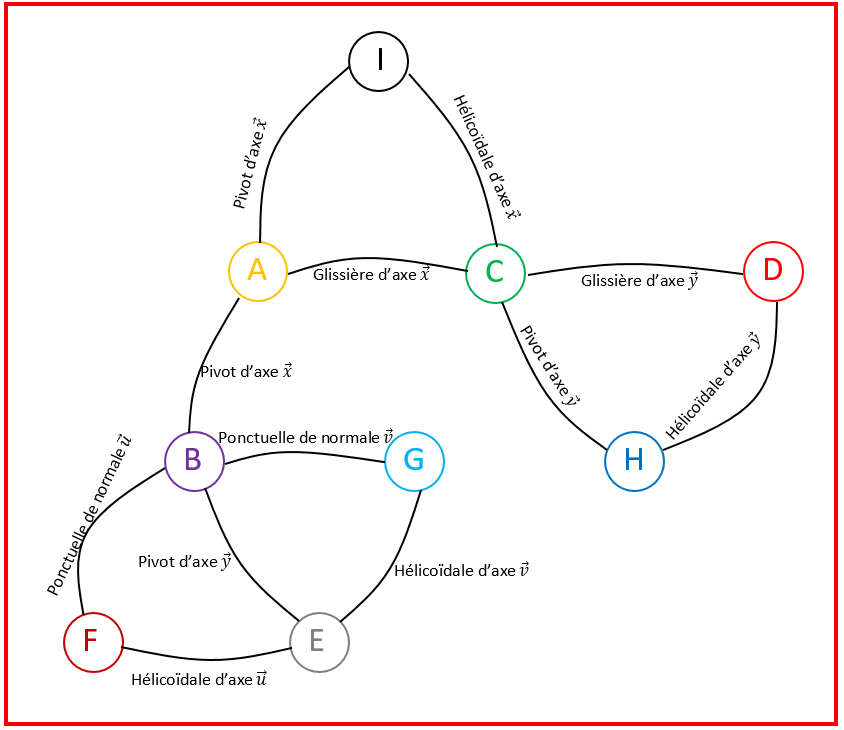 I
Pivot d’axe x⃗
Hélicoïdale d’axe x⃗
A
Glissière d’axe x⃗
C
Glissière d’axe y⃗
D
Pivot d’axe x⃗
Pivot d’axe y⃗
Hélicoïdale d’axe y⃗
B
Ponctuelle de normale v⃗
G
H
Ponctuelle de normale u⃗
Pivot d’axe y⃗
Hélicoïdale d’axe v⃗
F
E
Hélicoïdale d’axe u⃗